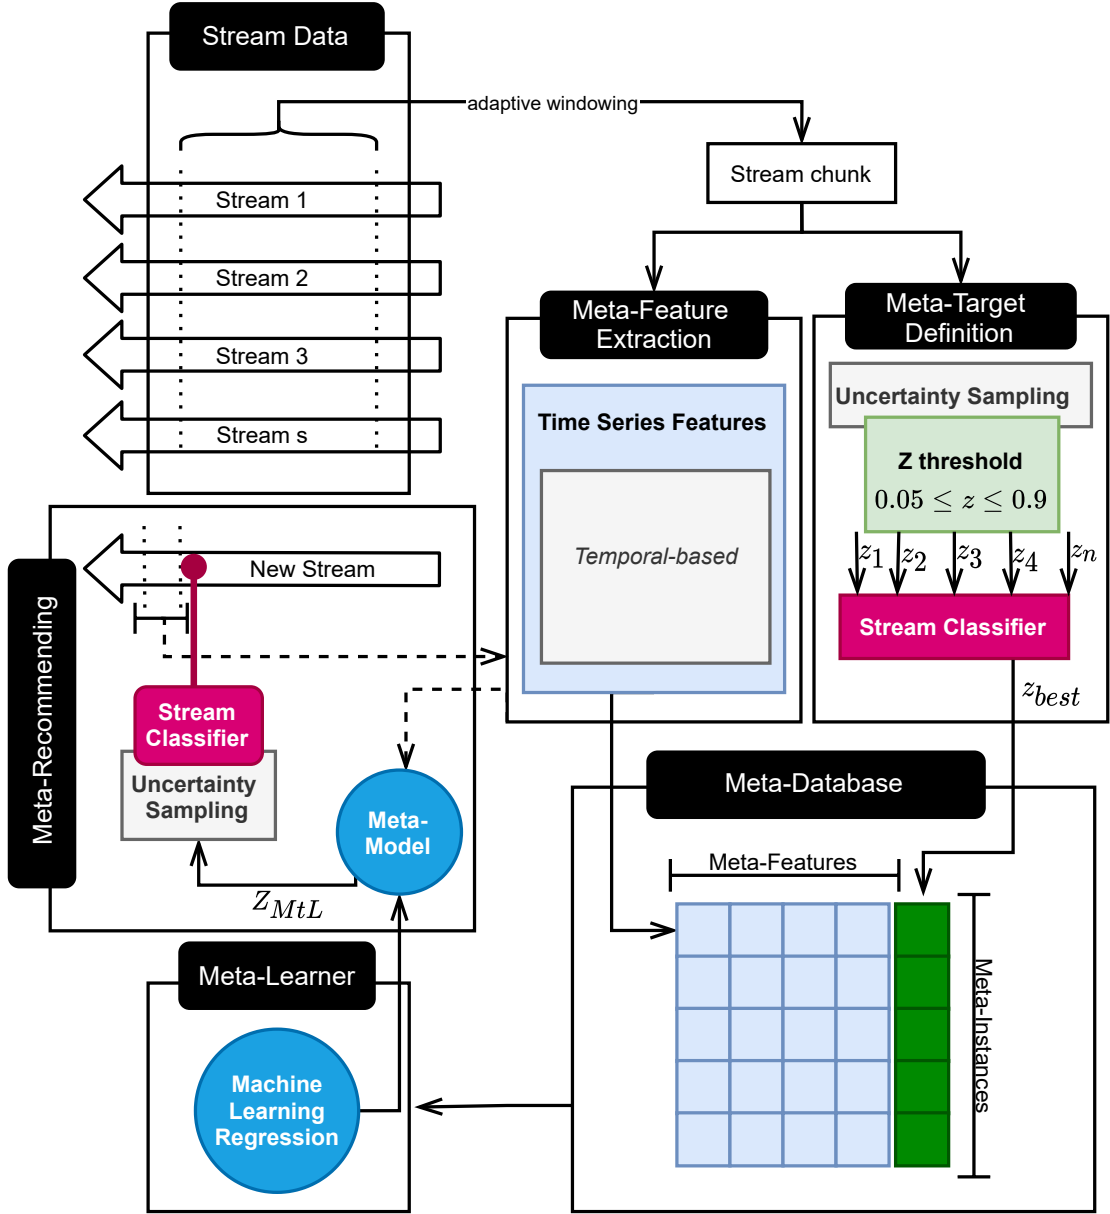 Stream Data
adaptive windowing
Stream chunk
Stream 1
Stream 2
Stream 3
Stream s
Meta-Feature
Extraction
Time Series Features
Temporal-based
Meta-Target
Definition
Uncertainty Sampling
Z threshold
0.05 ≤ z ≤ 0.9
z1 z2 z3 z4 zn
Stream Classifier
zbest
Meta-Recommending
New Stream
Stream
Classifier
Uncertainty
Sampling
Meta-
Model
ZMtL
Meta-Database
Meta-Features
Meta-Instances
Meta-Learner
Machine
Learning
Regression